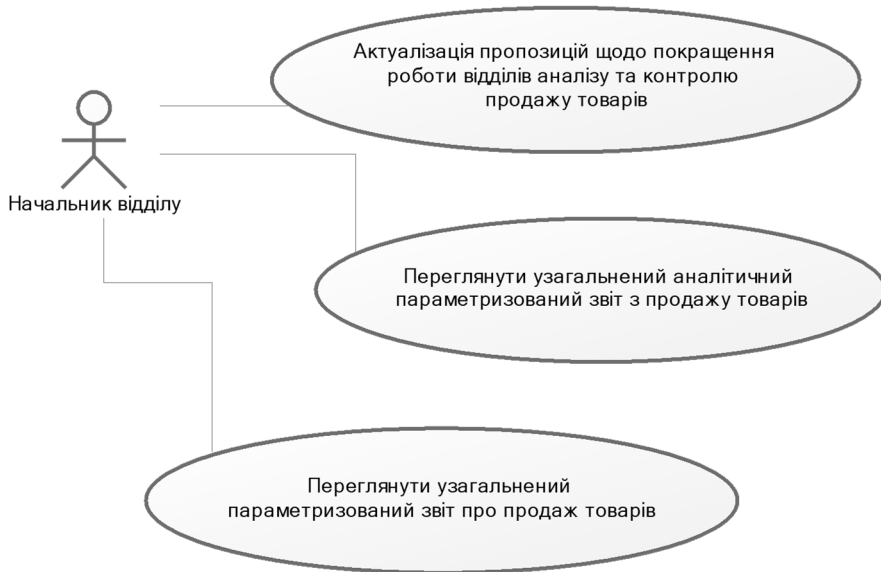 Актуалізація пропозицій щодо покращення
роботи відділів аналізу та контролю
продажу товарів
Начальник відділу
Переглянути узагальнений аналітичний
параметризований звіт з продажу товарів
Переглянути узагальнений
параметризований звіт про продаж товарів